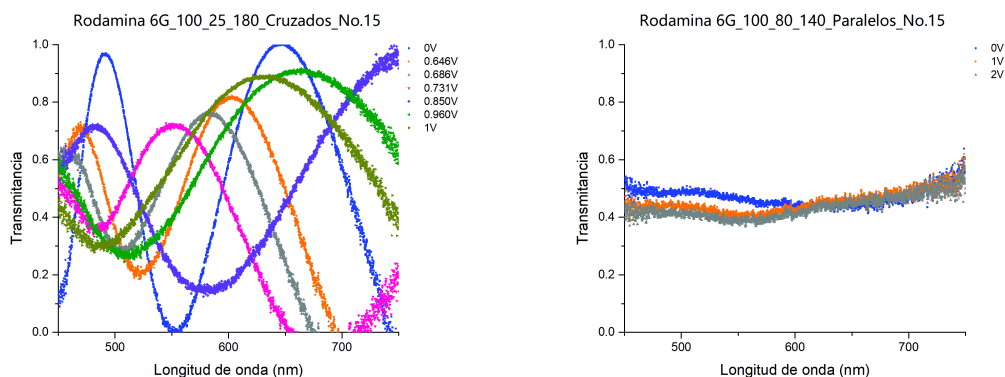 Rodamina 6G_100_25_180_Cruzados_No.15
1.0
0.8
0.6
0.4
0.2
0.0
Transmitancia
500
600
700
Longitud de onda (nm)
0V
0.646V
0.686V
0.731V
0.850V
0.960V
1V
Rodamina 6G_100_80_140_Paralelos_No.15
1.0
0.8
0.6
0.4
0.2
0.0
Transmitancia
500
600
700
Longitud de onda (nm)
0V
1V
2V